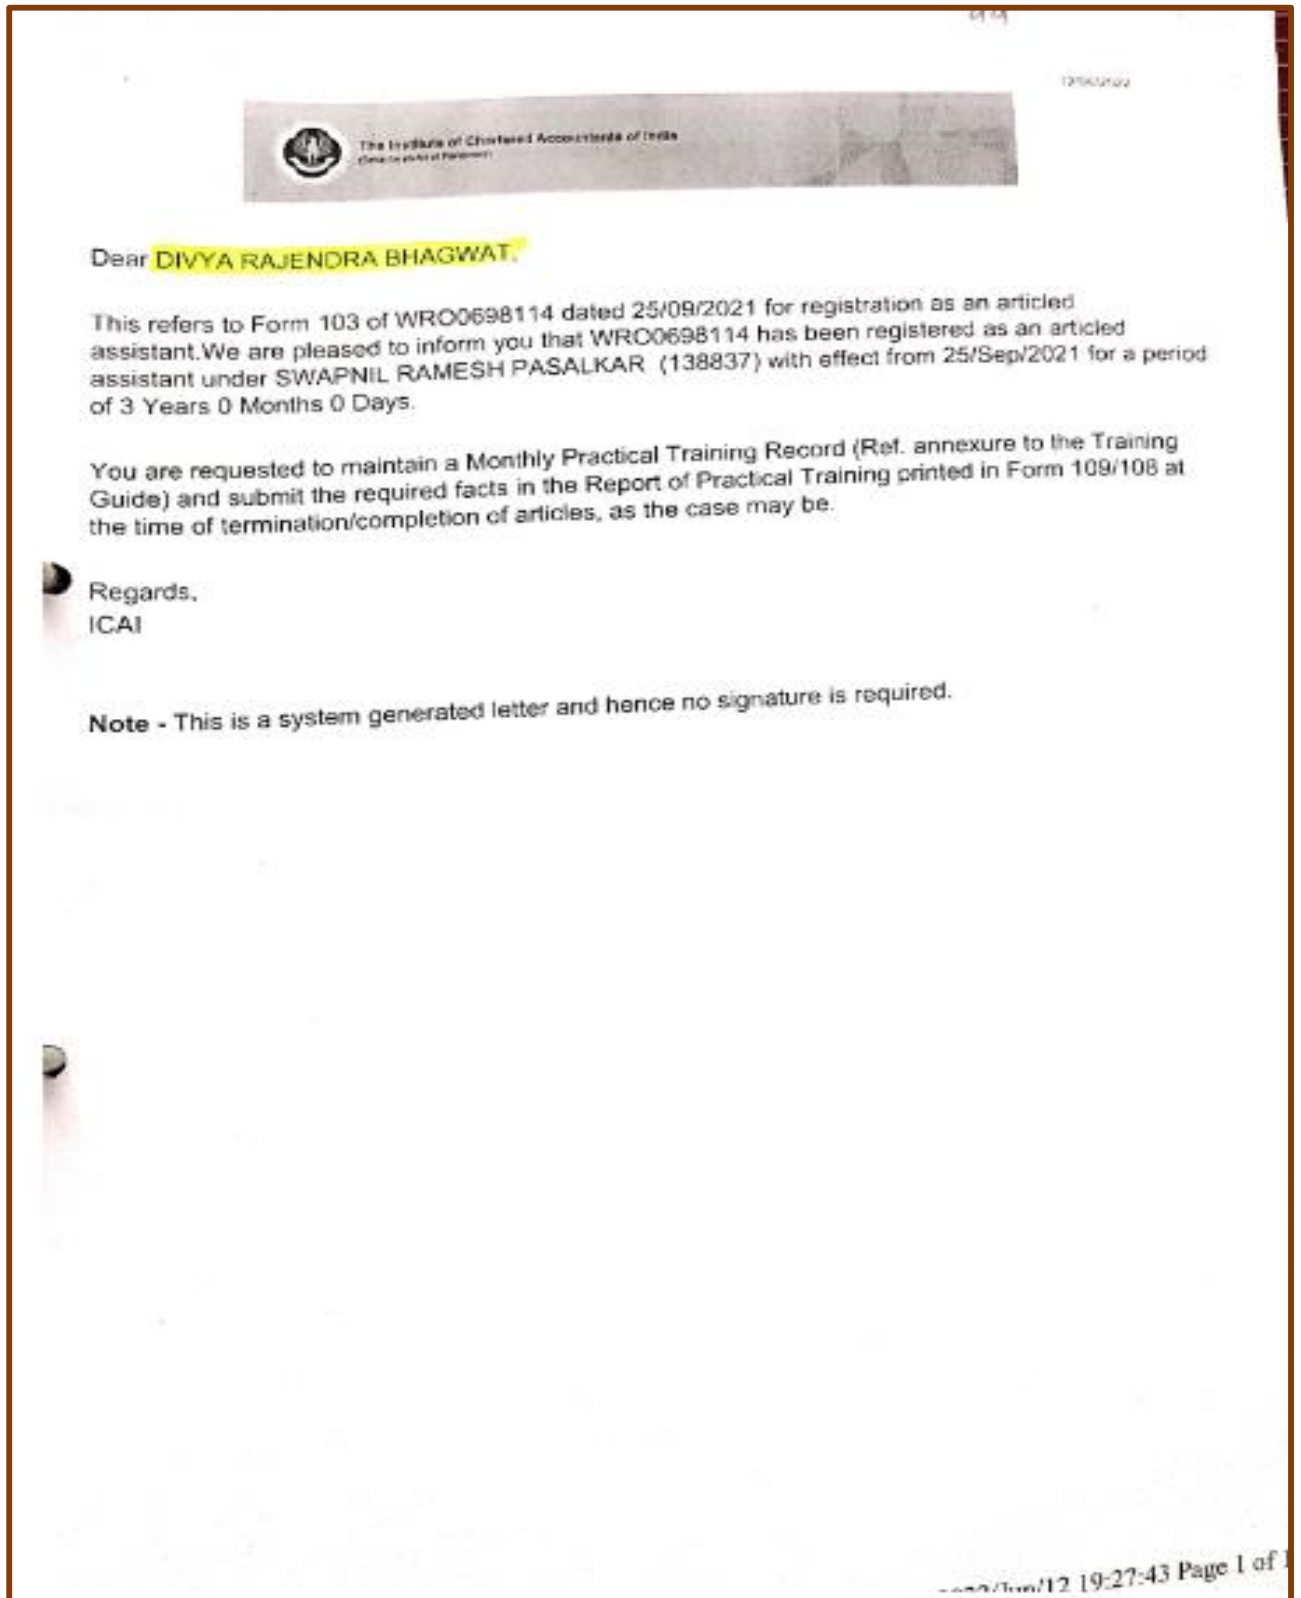 99
The Institute of Chartered Accountants of India
Dear DIVYA RAJENDRA BHAGWAT,
This refers to Form 103 of WRO0698114 dated 25/09/2021 for registration as an articled
assistant.We are pleased to inform you that WRO0698114 has been registered as an articled
assistant under SWAPNIL RAMESH PASALKAR (138837) with effect from 25/Sep/2021 for a period
of 3 Years 0 Months 0 Days.
You are requested to maintain a Monthly Practical Training Record (Ref. annexure to the Training
Guide) and submit the required facts in the Report of Practical Training printed in Form 109/108 at
the time of termination/completion of articles, as the case may be.
Regards,
ICAI
Note - This is a system generated letter and hence no signature is required.
/Jun/12 19:27:43 Page 1 of 1